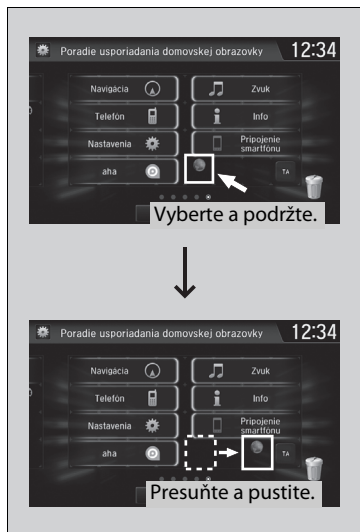 Poradie usporiadania domovskej obrazovky 12:34
Navigácia
Zvuk
Telefón
Info
Nastavenia
Pripojenie
smartfónu
aha
TA
Vyberte a podržte.
Poradie usporiadania domovskej obrazovky 12:34
Navigácia
Zvuk
Telefón
Info
Nastavenia
Pripojenie
smartfónu
aha
TA
Presuňte a pustite.